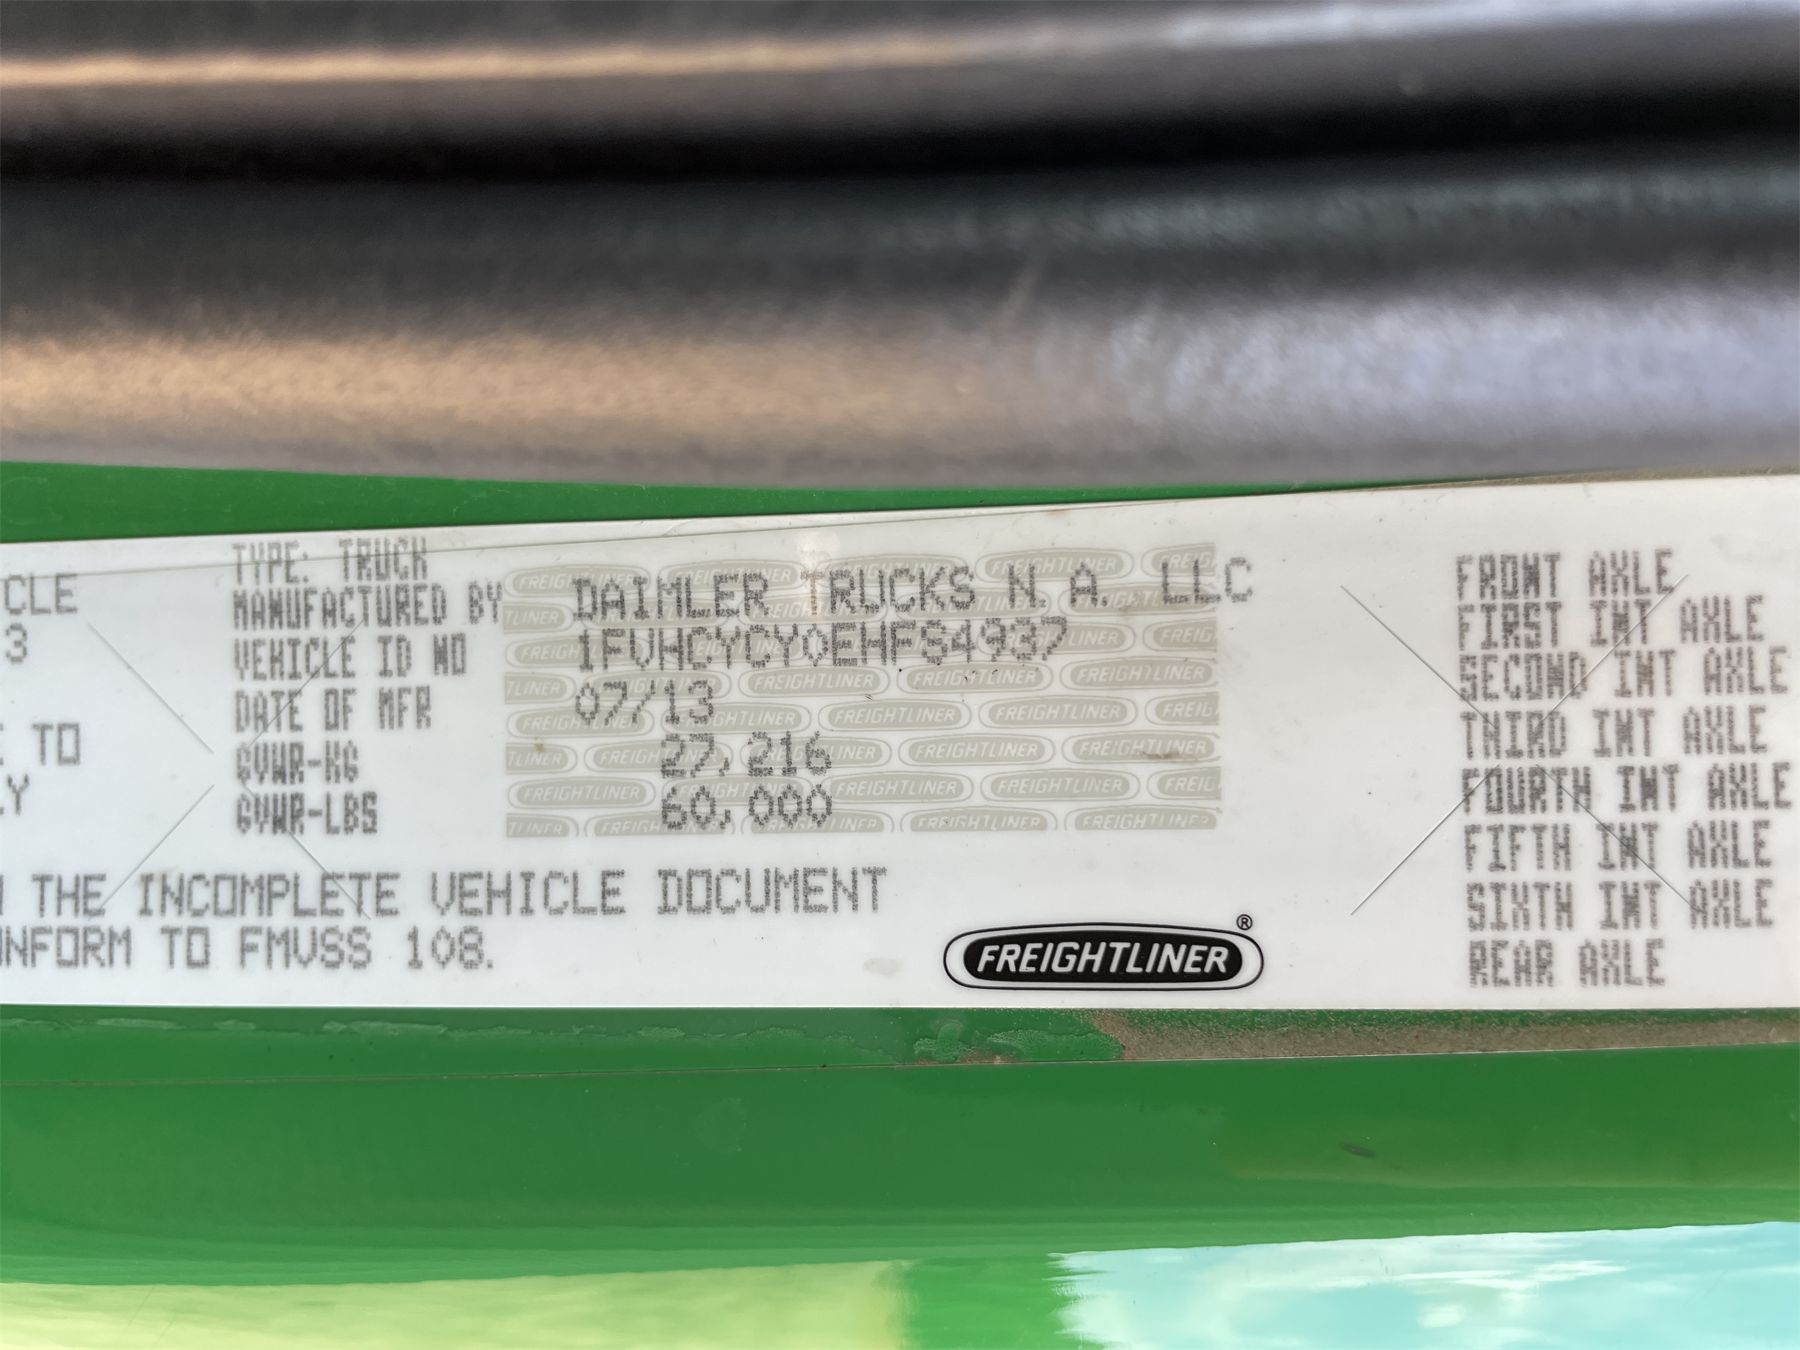 CLE
3
TO
LY
TYPE: TRUCK
MANUFACTURED BY DAIMLER TRUCKS N.A. LLC
VEHICLE ID NO 1FVHCYCY0EHFS4937
DATE OF MFR 07/13
GVWR-KG 27,216
GVWR-LBS 60,000
THE INCOMPLETE VEHICLE DOCUMENT
NFORM TO FMVSS 108.
FREIGHTLINER®
FRONT AXLE
FIRST INT AXLE
SECOND INT AXLE
THIRD INT AXLE
FOURTH INT AXLE
FIFTH INT AXLE
SIXTH INT AXLE
REAR AXLE